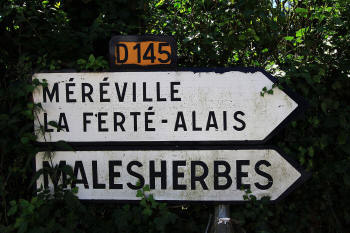 D145
MÉRÉVILLE
LA FERTÉ-ALAIS
MALESHERBES